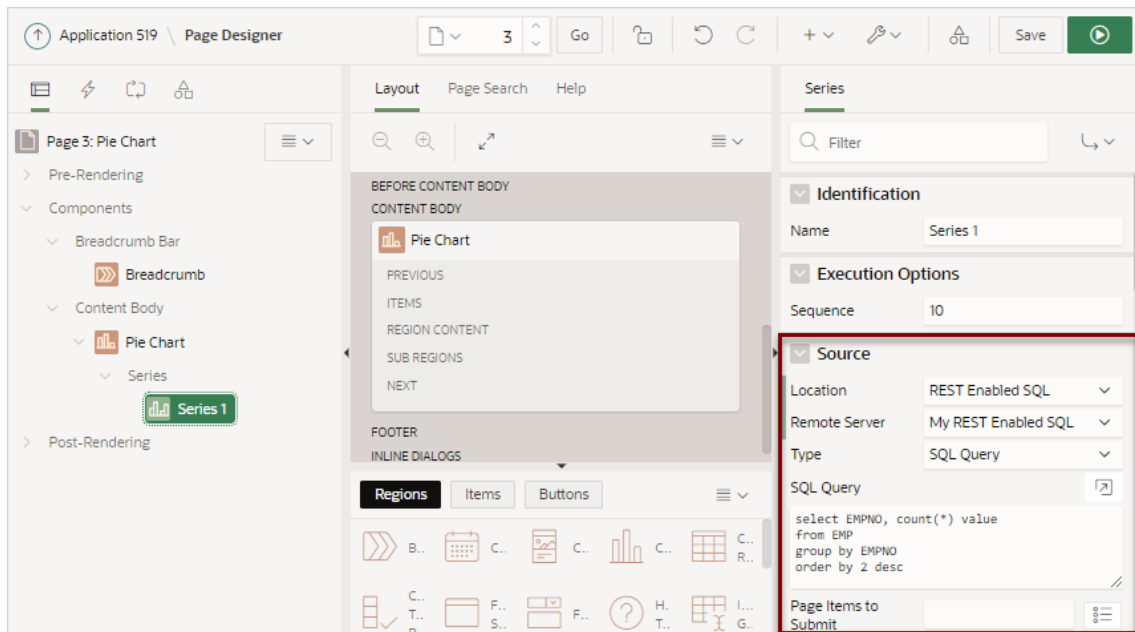 Application 519 \ Page Designer
3
Go
Save
Page 3: Pie Chart
Pre-Rendering
Components
Breadcrumb Bar
Breadcrumb
Content Body
Pie Chart
Series
Series 1
Post-Rendering
Layout Page Search Help
BEFORE CONTENT BODY
CONTENT BODY
Pie Chart
PREVIOUS
ITEMS
REGION CONTENT
SUB REGIONS
NEXT
FOOTER
INLINE DIALOGS
Regions Items Buttons
B.. C.. C.. C.. C.. R..
C.. T.. F.. S.. F.. H.. T.. I... G..
Series
Filter
Identification
Name Series 1
Execution Options
Sequence 10
Source
Location REST Enabled SQL
Remote Server My REST Enabled SQL
Type SQL Query
SQL Query
select EMPNO, count(*) value
from EMP
group by EMPNO
order by 2 desc
Page Items to
Submit